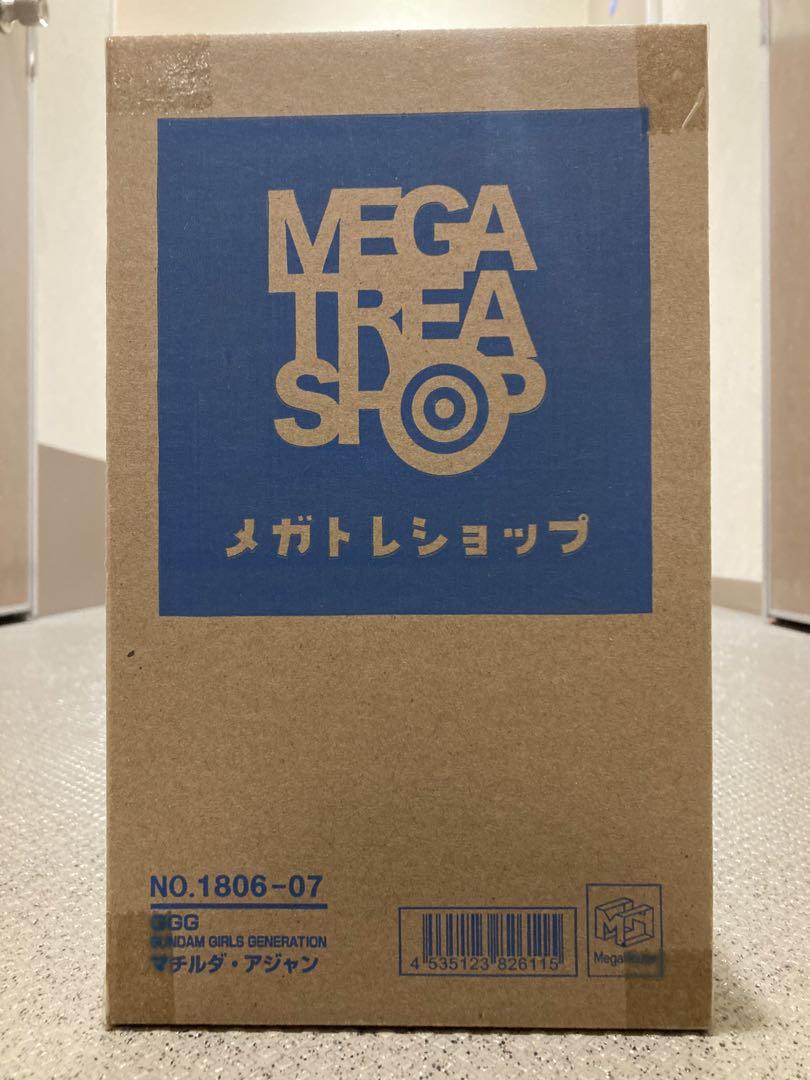 MEGA
TREA
SHOP
メガトレショップ
NO.1806-07
GGG
GUNDAM GIRLS GENERATION
マチルダ・アジャン
4 535123 826115
MegaHouse